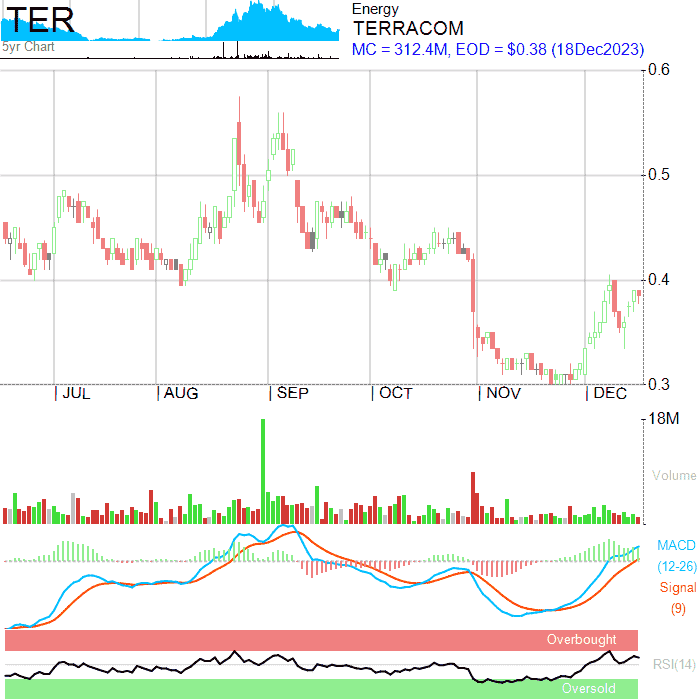 TER
5yr Chart
Energy
TERRACOM
MC = 312.4M, EOD = $0.38 (18Dec2023)
0.6
0.5
0.4
0.3
JUL AUG SEP OCT NOV DEC
18M
Volume
MACD
(12-26)
Signal
(9)
Overbought
RSI(14)
Oversold